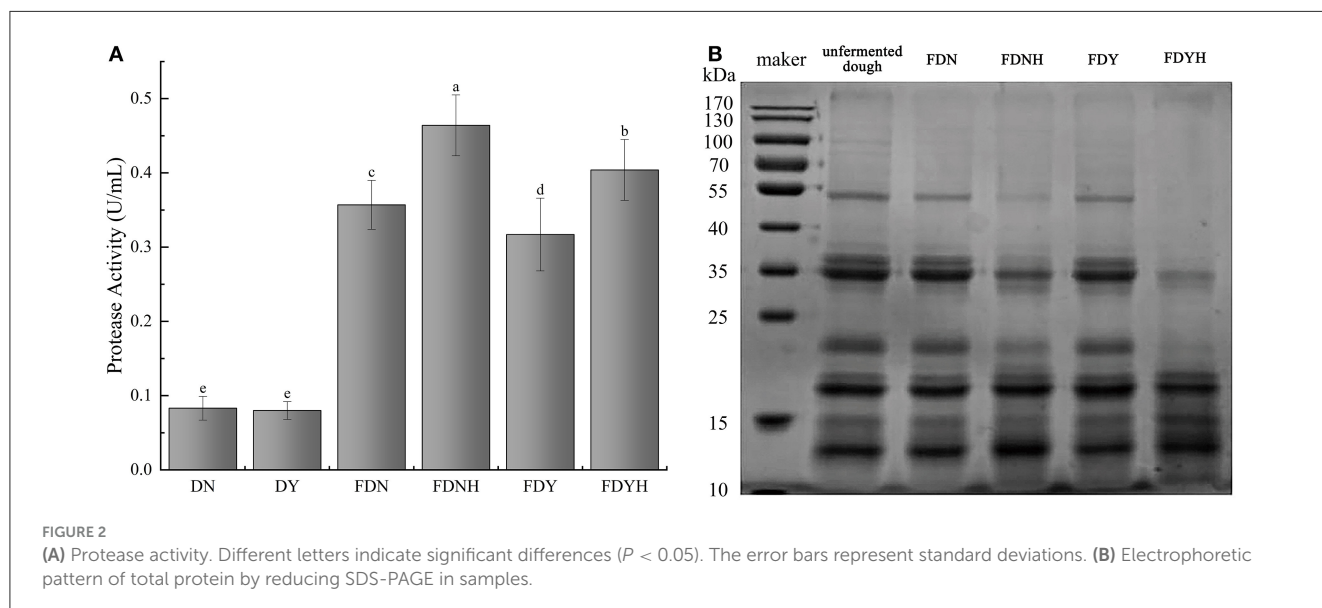 A
0.5
0.4
0.3
0.2
0.1
0.0
Protease Activity (U/mL)
e
e
c
a
d
b
DN DY FDN FDNH FDY FDYH
B
maker unfermented dough FDN FDNH FDY FDYH
kDa
170
130
100
70
55
40
35
25
15
10
FIGURE 2
(A) Protease activity. Different letters indicate significant differences (P < 0.05). The error bars represent standard deviations. (B) Electrophoretic
pattern of total protein by reducing SDS-PAGE in samples.